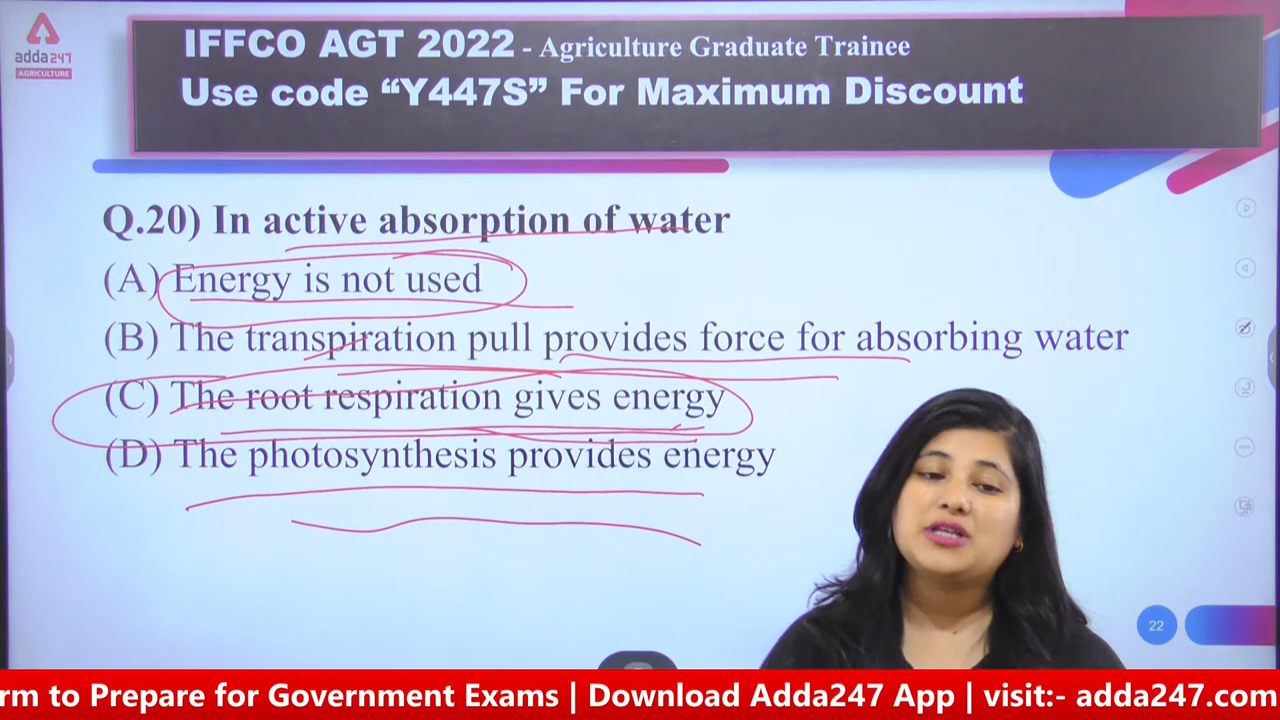 adda247
AGRICULTURE
IFFCO AGT 2022 - Agriculture Graduate Trainee
Use code “Y447S” For Maximum Discount
Q.20) In active absorption of water
(A) Energy is not used
(B) The transpiration pull provides force for absorbing water
(C) The root respiration gives energy
(D) The photosynthesis provides energy
22
rm to Prepare for Government Exams | Download Adda247 App | visit:- adda247.com